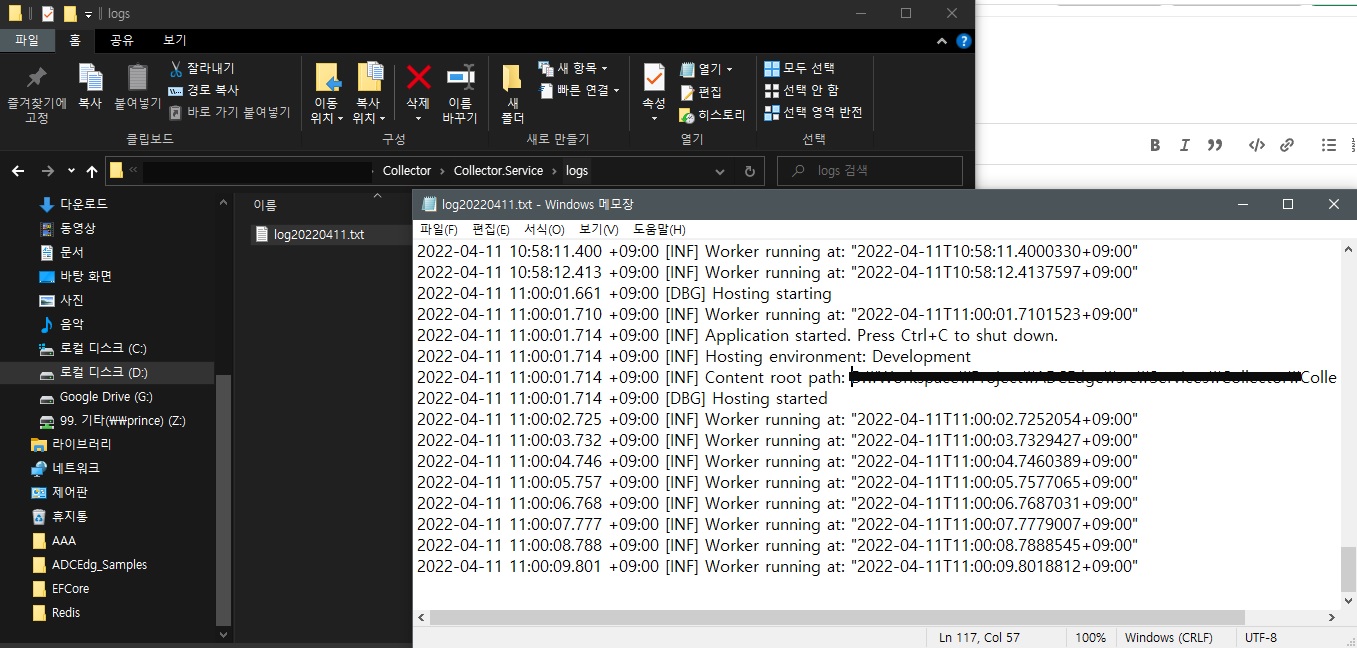 logs
파일 홈 공유 보기
즐겨찾기에 고정
복사
붙여넣기
잘라내기
경로 복사
바로 가기 붙여넣기
클립보드
이동 위치
복사 위치
삭제
이름 바꾸기
구성
새 폴더
새 항목
빠른 연결
새로 만들기
속성
열기
편집
히스토리
열기
모두 선택
선택 안 함
선택 영역 반전
선택
« Collector › Collector.Service › logs
logs 검색
다운로드
동영상
문서
바탕 화면
사진
음악
로컬 디스크 (C:)
로컬 디스크 (D:)
Google Drive (G:)
99. 기타(₩₩prince) (Z:)
라이브러리
네트워크
제어판
휴지통
AAA
ADCEdg_Samples
EFCore
Redis
이름
log20220411.txt
log20220411.txt - Windows 메모장
파일(F) 편집(E) 서식(O) 보기(V) 도움말(H)
2022-04-11 10:58:11.400 +09:00 [INF] Worker running at: "2022-04-11T10:58:11.4000330+09:00"
2022-04-11 10:58:12.413 +09:00 [INF] Worker running at: "2022-04-11T10:58:12.4137597+09:00"
2022-04-11 11:00:01.661 +09:00 [DBG] Hosting starting
2022-04-11 11:00:01.710 +09:00 [INF] Worker running at: "2022-04-11T11:00:01.7101523+09:00"
2022-04-11 11:00:01.714 +09:00 [INF] Application started. Press Ctrl+C to shut down.
2022-04-11 11:00:01.714 +09:00 [INF] Hosting environment: Development
2022-04-11 11:00:01.714 +09:00 [INF] Content root path: Colle
2022-04-11 11:00:01.714 +09:00 [DBG] Hosting started
2022-04-11 11:00:02.725 +09:00 [INF] Worker running at: "2022-04-11T11:00:02.7252054+09:00"
2022-04-11 11:00:03.732 +09:00 [INF] Worker running at: "2022-04-11T11:00:03.7329427+09:00"
2022-04-11 11:00:04.746 +09:00 [INF] Worker running at: "2022-04-11T11:00:04.7460389+09:00"
2022-04-11 11:00:05.757 +09:00 [INF] Worker running at: "2022-04-11T11:00:05.7577065+09:00"
2022-04-11 11:00:06.768 +09:00 [INF] Worker running at: "2022-04-11T11:00:06.7687031+09:00"
2022-04-11 11:00:07.777 +09:00 [INF] Worker running at: "2022-04-11T11:00:07.7779007+09:00"
2022-04-11 11:00:08.788 +09:00 [INF] Worker running at: "2022-04-11T11:00:08.7888545+09:00"
2022-04-11 11:00:09.801 +09:00 [INF] Worker running at: "2022-04-11T11:00:09.8018812+09:00"
Ln 117, Col 57 100% Windows (CRLF) UTF-8
B I